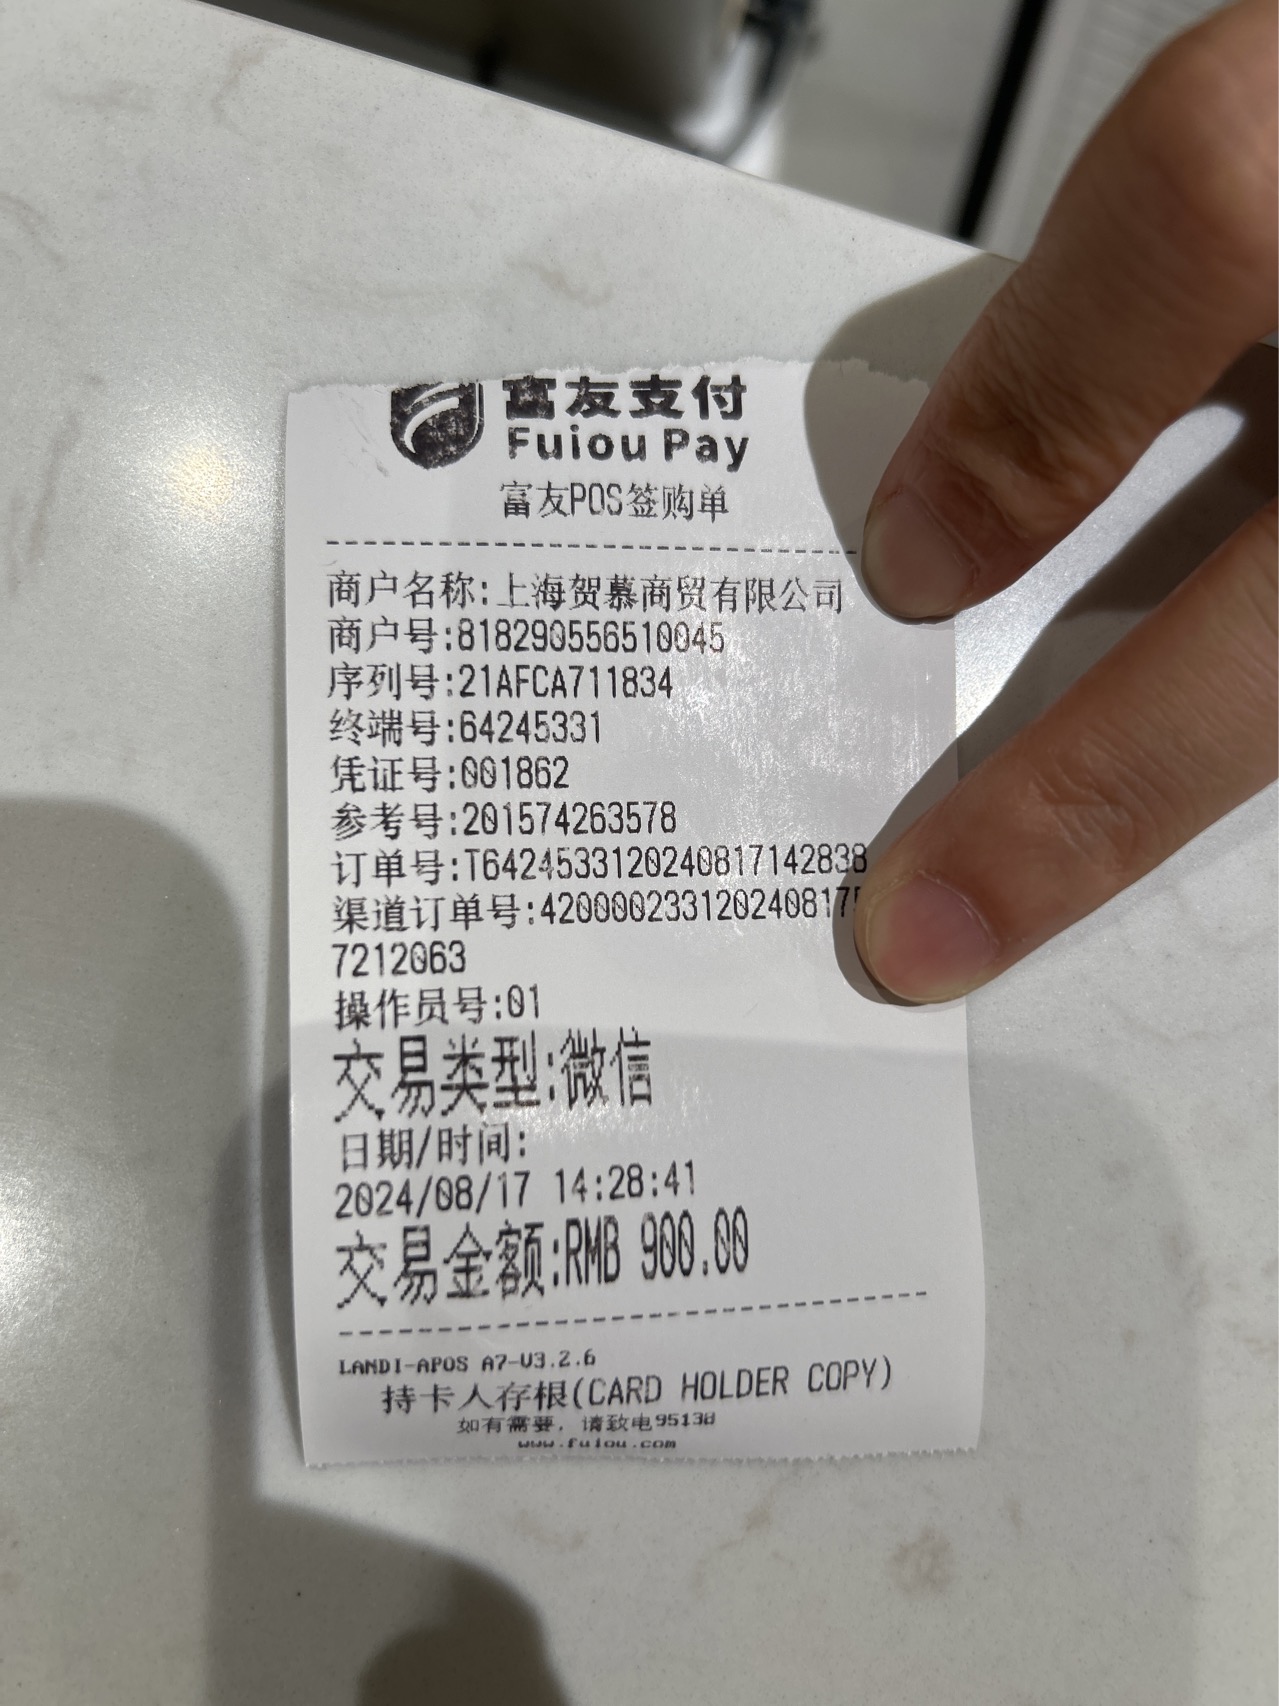 富友支付
Fuiou Pay
富友POS签购单
商户名称:上海贺慕商贸有限公司
商户号:818290556510045
序列号:21AFCA711834
终端号:64245331
凭证号:001862
参考号:201574263578
订单号:T6424533120240817142838
渠道订单号:420000233120240817
7212063
操作员号:01
交易类型:微信
日期/时间:
2024/08/17 14:28:41
交易金额:RMB 900.00
LANDI-APOS A7-V3.2.6
持卡人存根(CARD HOLDER COPY)
如有需要，请致电95138
www.fuiou.com